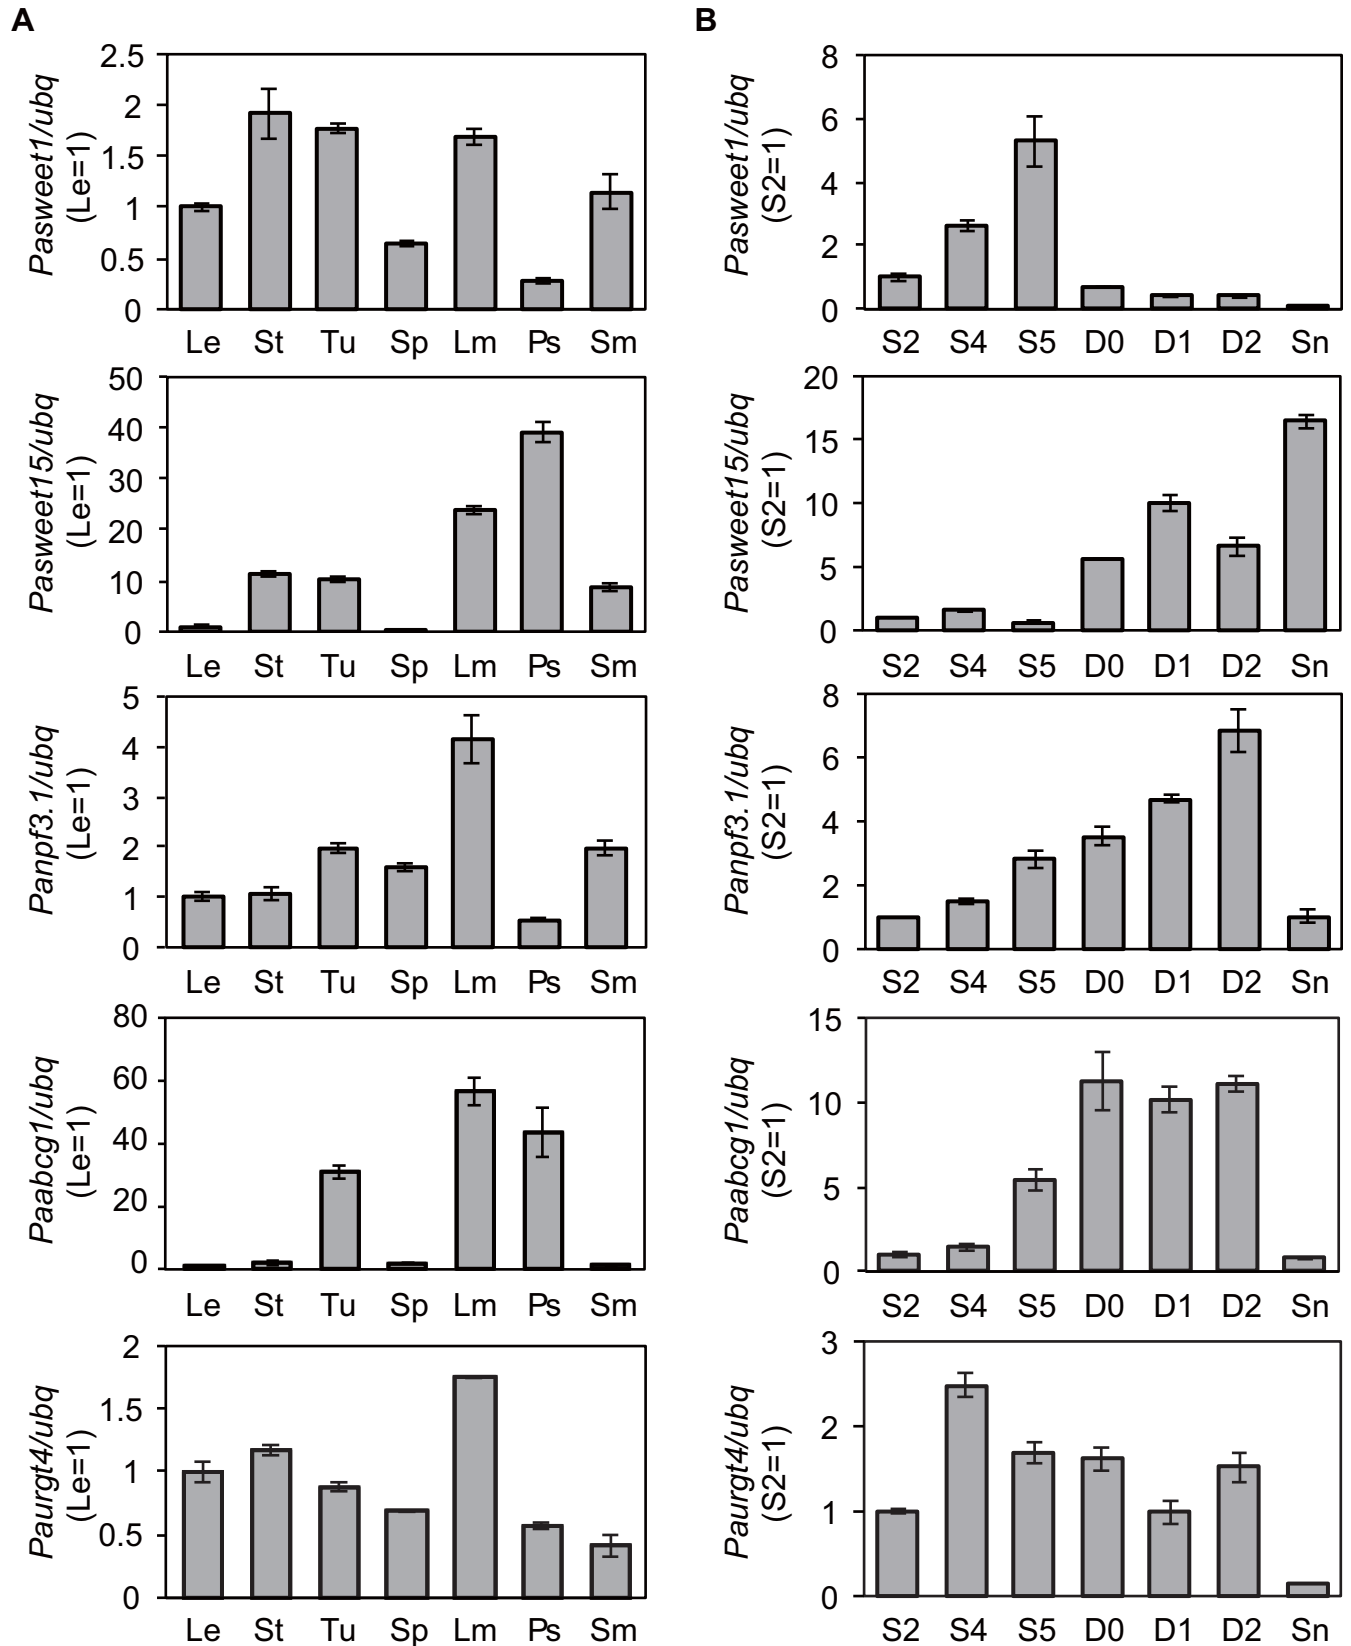 A
Pasweet1/ubq
(Le=1)
2.5
2
1.5
1
0.5
0
Le St Tu Sp Lm Ps Sm
Pasweet15/ubq
(Le=1)
50
40
30
20
10
0
Le St Tu Sp Lm Ps Sm
Panpf3.1/ubq
(Le=1)
5
4
3
2
1
0
Le St Tu Sp Lm Ps Sm
Paabcg1/ubq
(Le=1)
80
60
40
20
0
Le St Tu Sp Lm Ps Sm
Paurgt4/ubq
(Le=1)
2
1.5
1
0.5
0
Le St Tu Sp Lm Ps Sm
B
Pasweet1/ubq
(S2=1)
8
6
4
2
0
S2 S4 S5 D0 D1 D2 Sn
Pasweet15/ubq
(S2=1)
20
15
10
5
0
S2 S4 S5 D0 D1 D2 Sn
Panpf3.1/ubq
(S2=1)
8
6
4
2
0
S2 S4 S5 D0 D1 D2 Sn
Paabcg1/ubq
(S2=1)
15
10
5
0
S2 S4 S5 D0 D1 D2 Sn
Paurgt4/ubq
(S2=1)
3
2
1
0
S2 S4 S5 D0 D1 D2 Sn